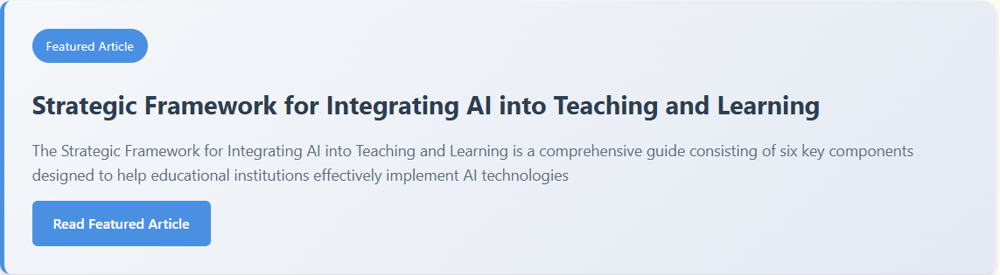 Featured Article
Strategic Framework for Integrating AI into Teaching and Learning
The Strategic Framework for Integrating AI into Teaching and Learning is a comprehensive guide consisting of six key components
designed to help educational institutions effectively implement AI technologies
Read Featured Article